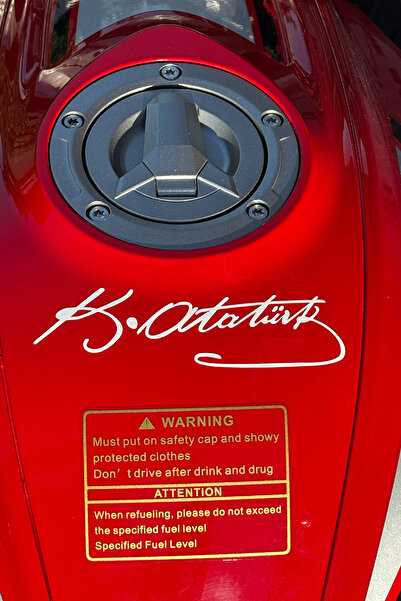 K. Atatürk
WARNING
Must put on safety cap and showy
protected clothes
Don't drive after drink and drug
ATTENTION
When refueling, please do not exceed
the specified fuel level
Specified Fuel Level